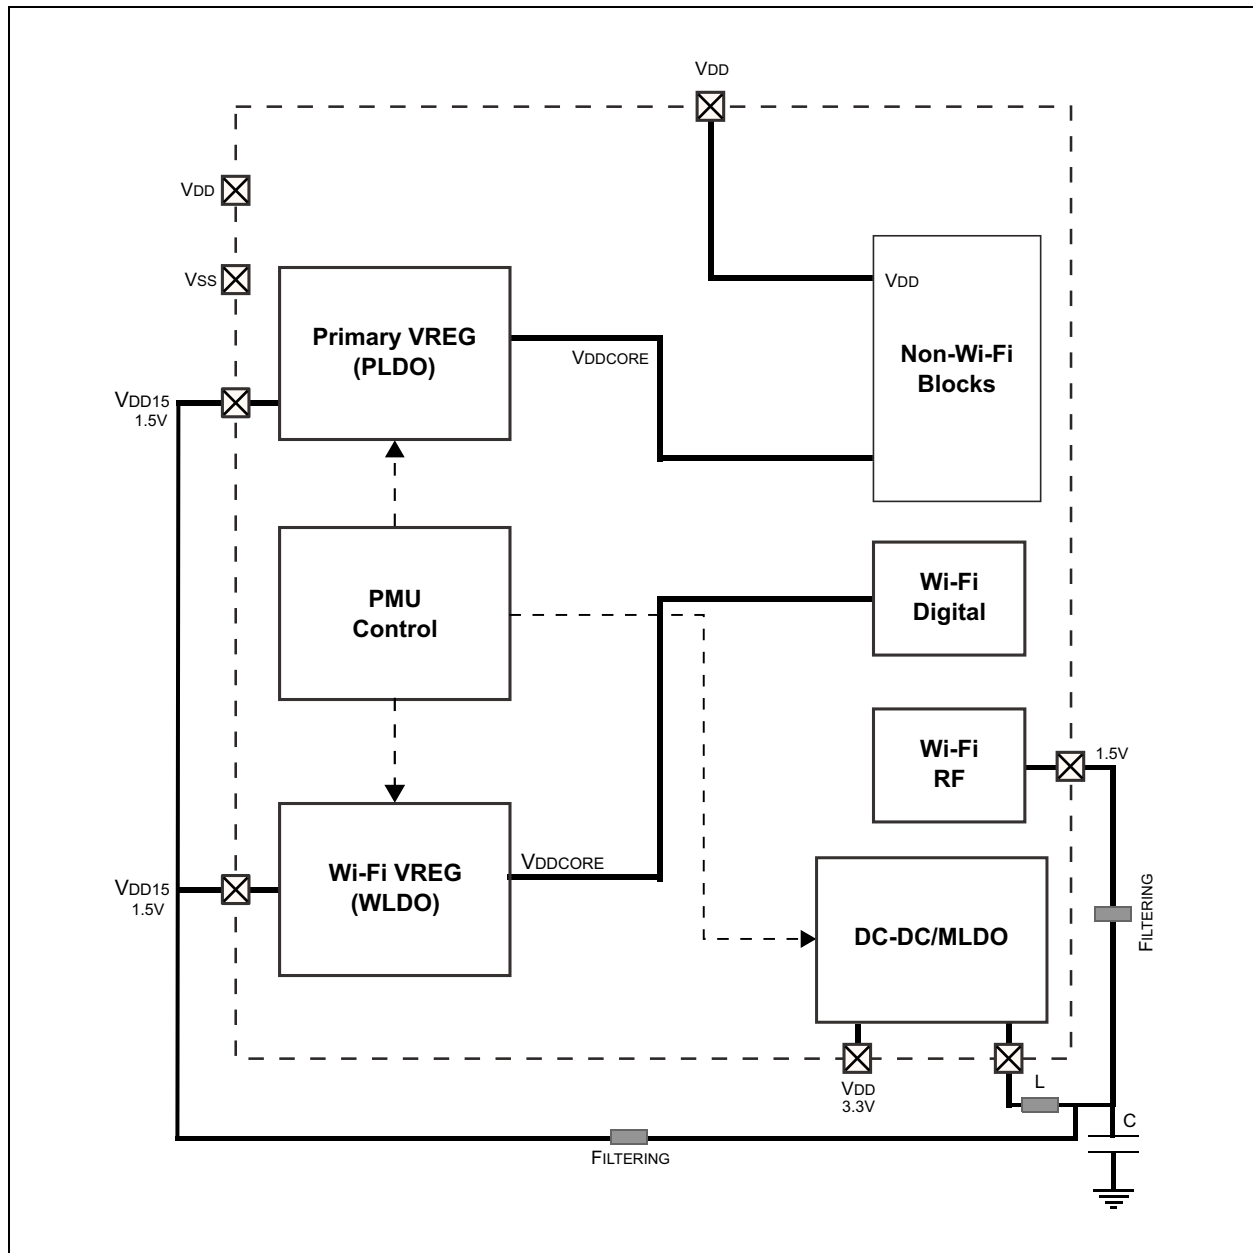 VDD
VDD
VSS
Primary VREG
(PLDO)
VDDCORE
VDD
Non-Wi-Fi
Blocks
VDD15
1.5V
PMU
Control
Wi-Fi
Digital
Wi-Fi
RF
1.5V
VDD15
1.5V
Wi-Fi VREG
(WLDO)
VDDCORE
DC-DC/MLDO
FILTERING
VDD
3.3V
L
C
FILTERING